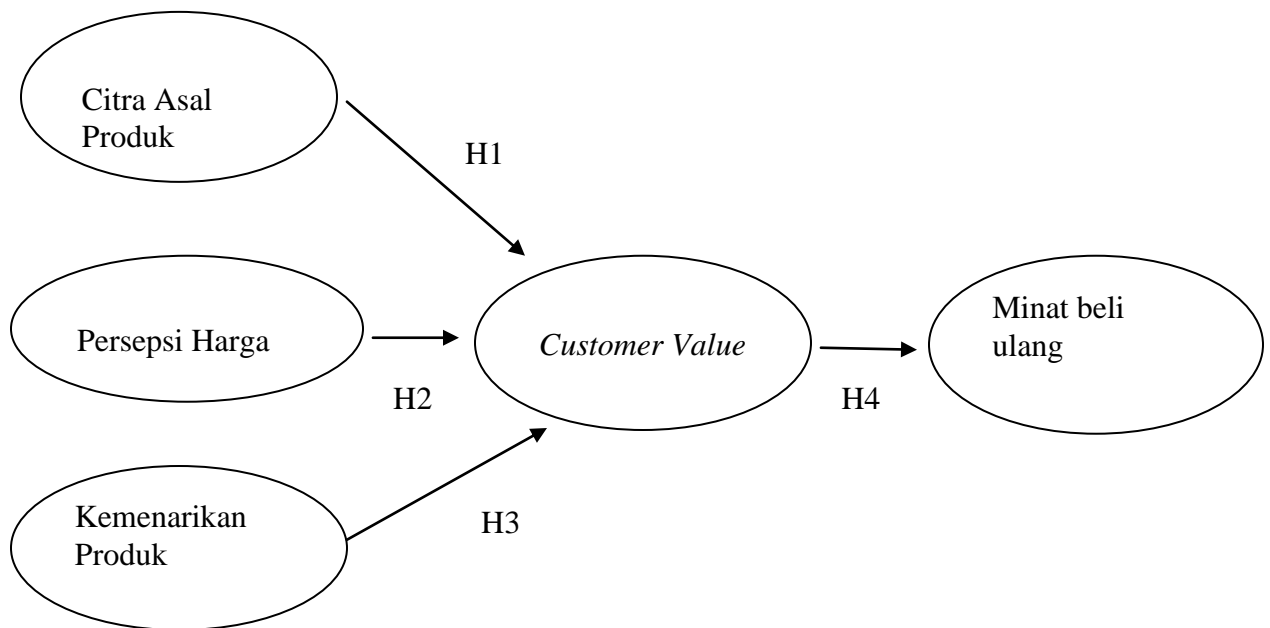 Citra Asal
Produk
H1
Persepsi Harga
H2
Customer Value
H4
Minat beli
ulang
Kemenarikan
Produk
H3